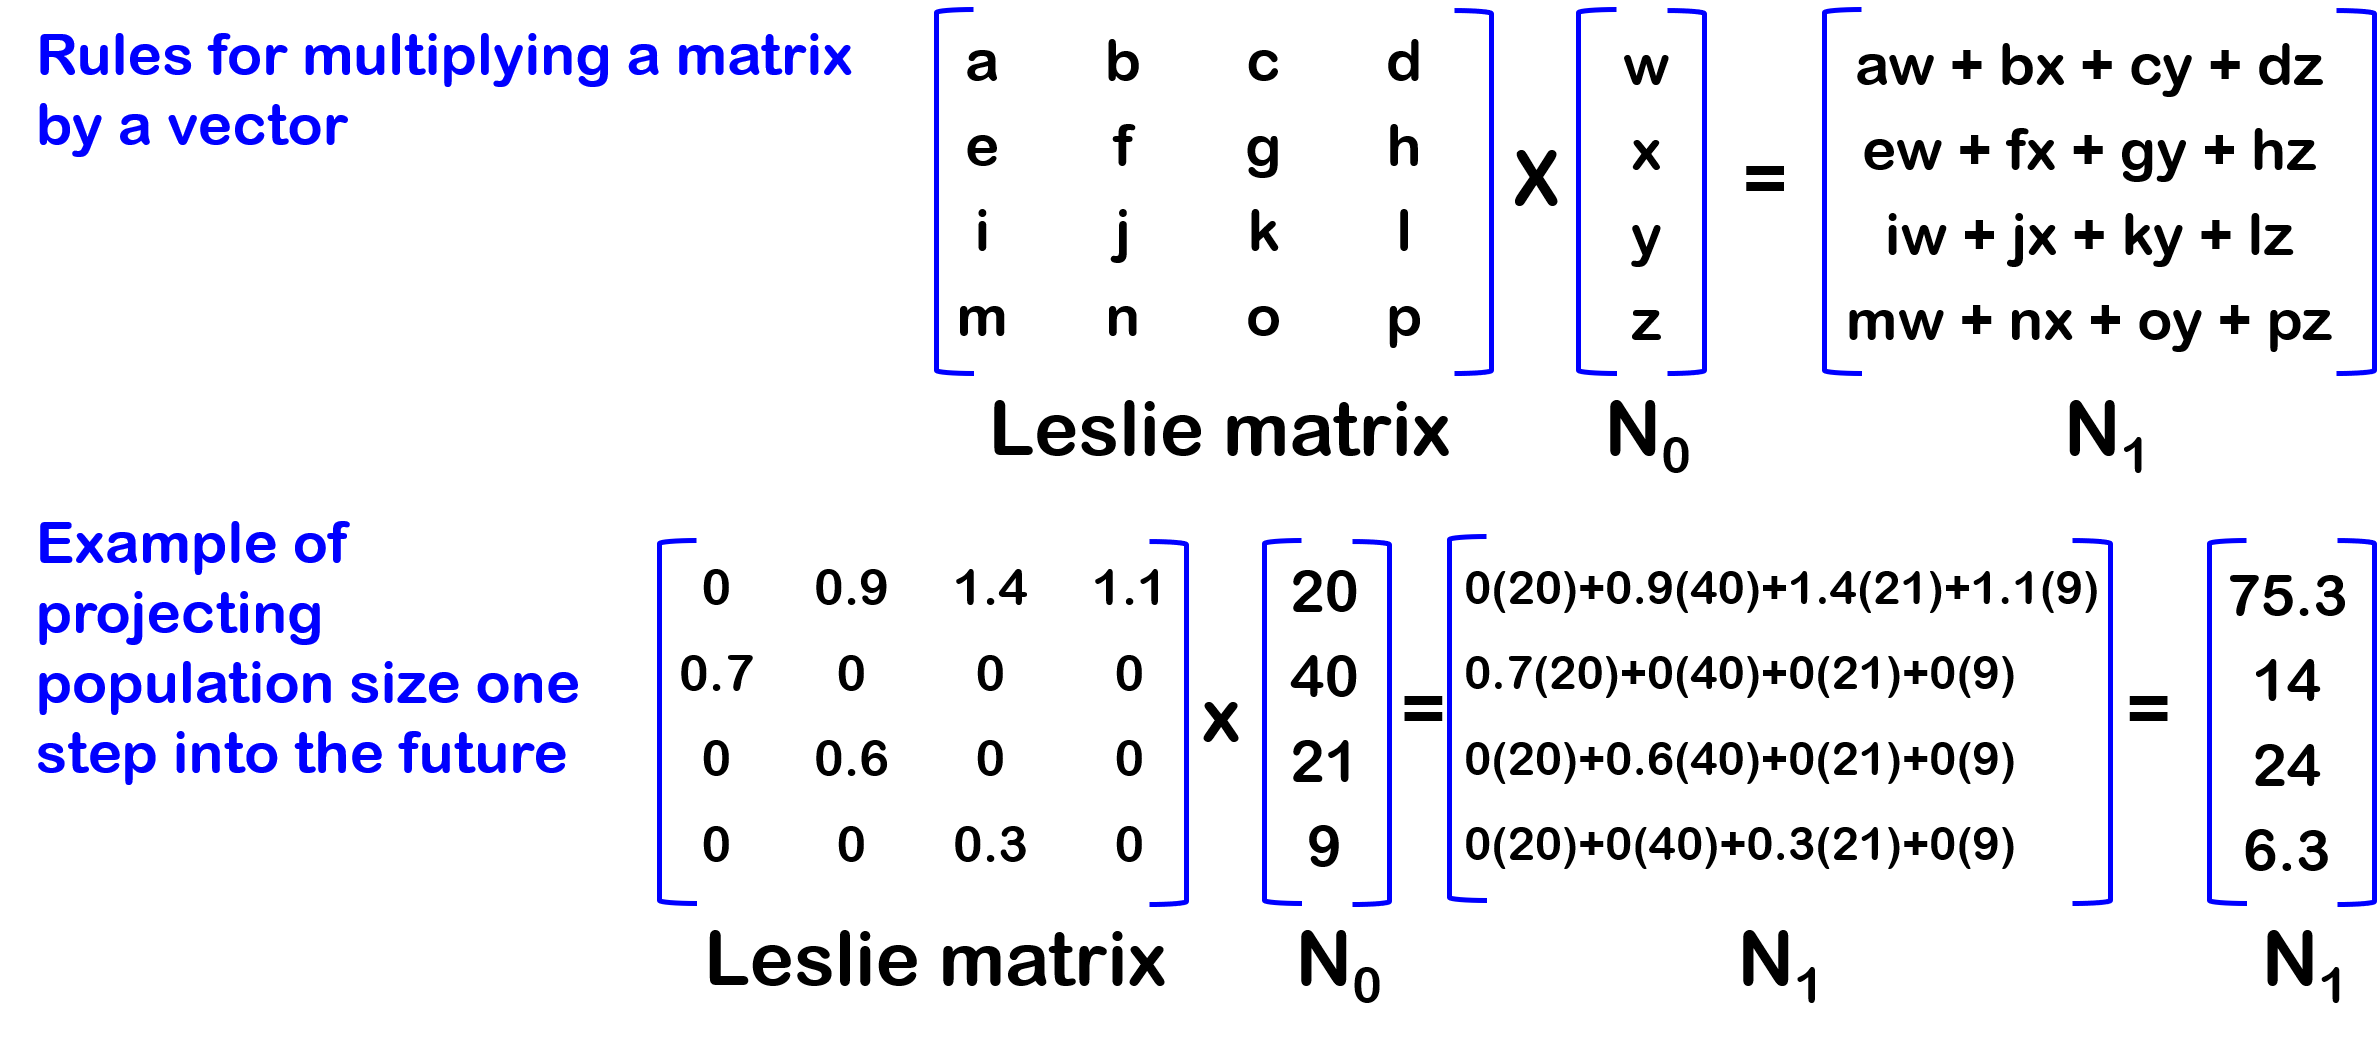 Rules for multiplying a matrix
by a vector
a b c d
e f g h
i j k l
m n o p
X
w
x
y
z
=
aw + bx + cy + dz
ew + fx + gy + hz
iw + jx + ky + lz
mw + nx + oy + pz
Leslie matrix
N0
N1
Example of
projecting
population size one
step into the future
0 0.9 1.4 1.1
0.7 0 0 0
0 0.6 0 0
0 0 0.3 0
x
20
40
21
9
=
0(20)+0.9(40)+1.4(21)+1.1(9)
0.7(20)+0(40)+0(21)+0(9)
0(20)+0.6(40)+0(21)+0(9)
0(20)+0(40)+0.3(21)+0(9)
=
75.3
14
24
6.3
Leslie matrix
N0
N1
N1